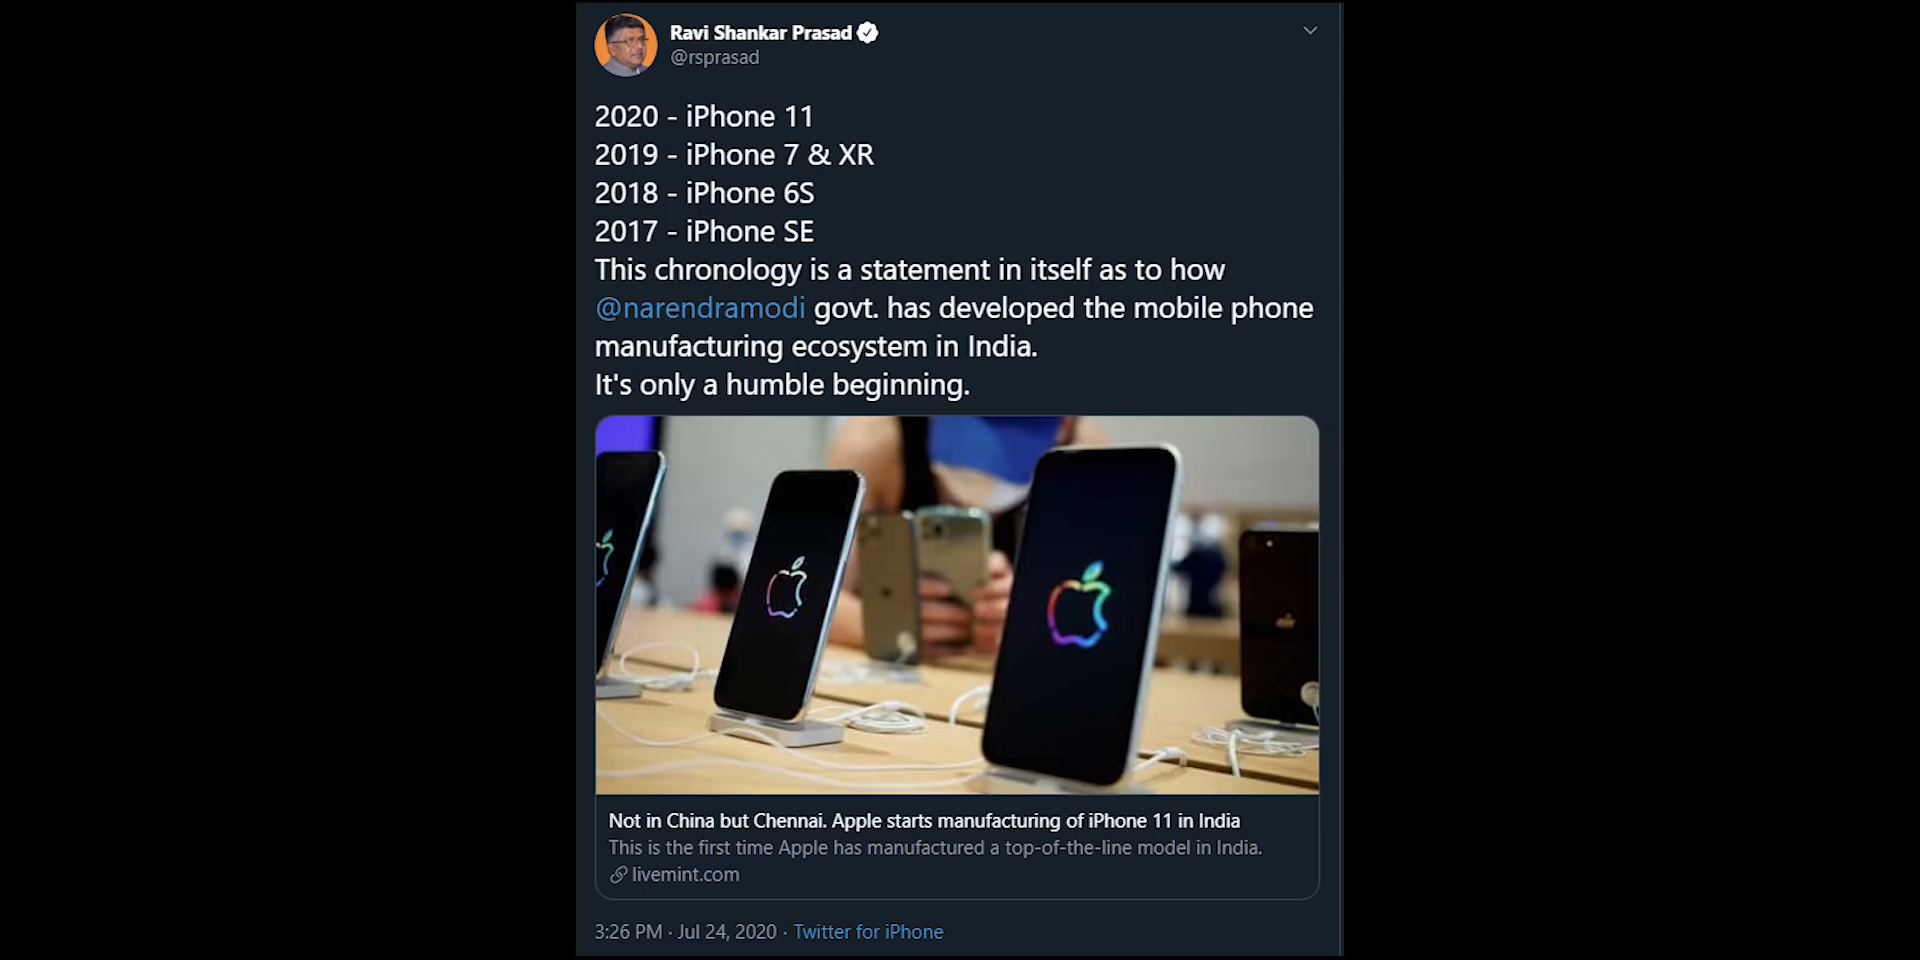 Ravi Shankar Prasad
@rsprasad
2020 - iPhone 11
2019 - iPhone 7 & XR
2018 - iPhone 6S
2017 - iPhone SE
This chronology is a statement in itself as to how
@narendramodi govt. has developed the mobile phone
manufacturing ecosystem in India.
It's only a humble beginning.
Not in China but Chennai. Apple starts manufacturing of iPhone 11 in India
This is the first time Apple has manufactured a top-of-the-line model in India.
livemint.com
3:26 PM · Jul 24, 2020 · Twitter for iPhone